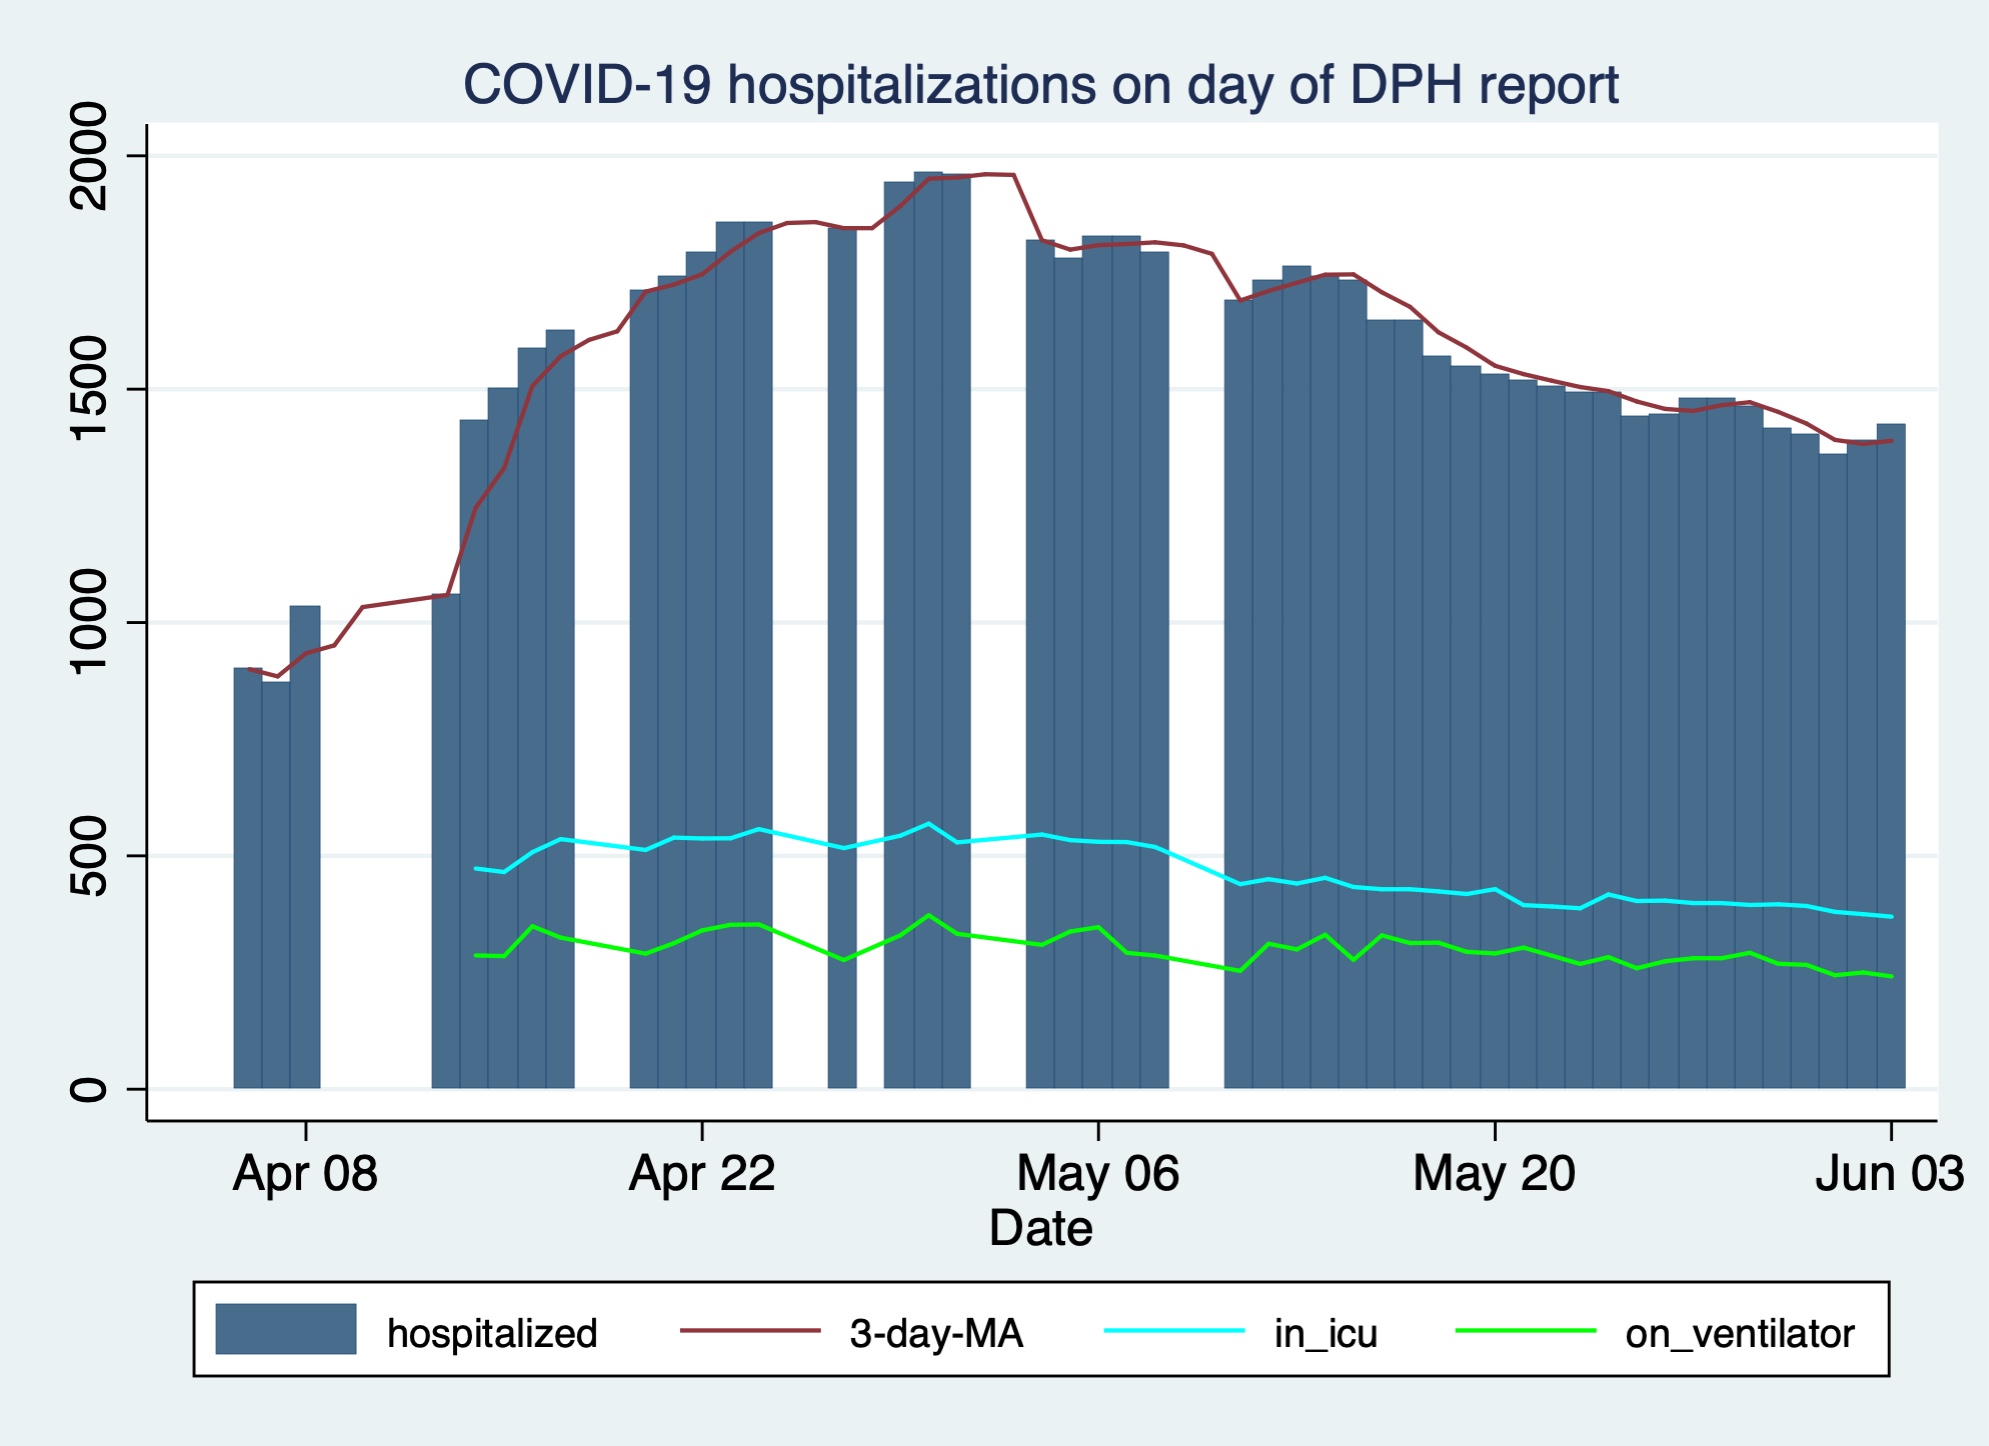 COVID-19 hospitalizations on day of DPH report
2000
1500
1000
500
0
Apr 08 Apr 22 May 06 May 20 Jun 03
Date
hospitalized 3-day-MA in_icu on_ventilator